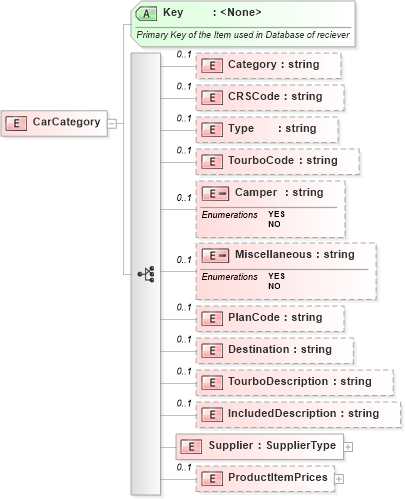 A Key : <None>
Primary Key of the Item used in Database of reciever
0..1
E Category : string
0..1
E CRSCode : string
E CarCategory
0..1
E Type : string
0..1
E TourboCode : string
0..1
E Camper : string
Enumerations YES
NO
0..1
E Miscellaneous : string
Enumerations YES
NO
0..1
E PlanCode : string
0..1
E Destination : string
0..1
E TourboDescription : string
0..1
E IncludedDescription : string
E Supplier : SupplierType
0..1
E ProductItemPrices